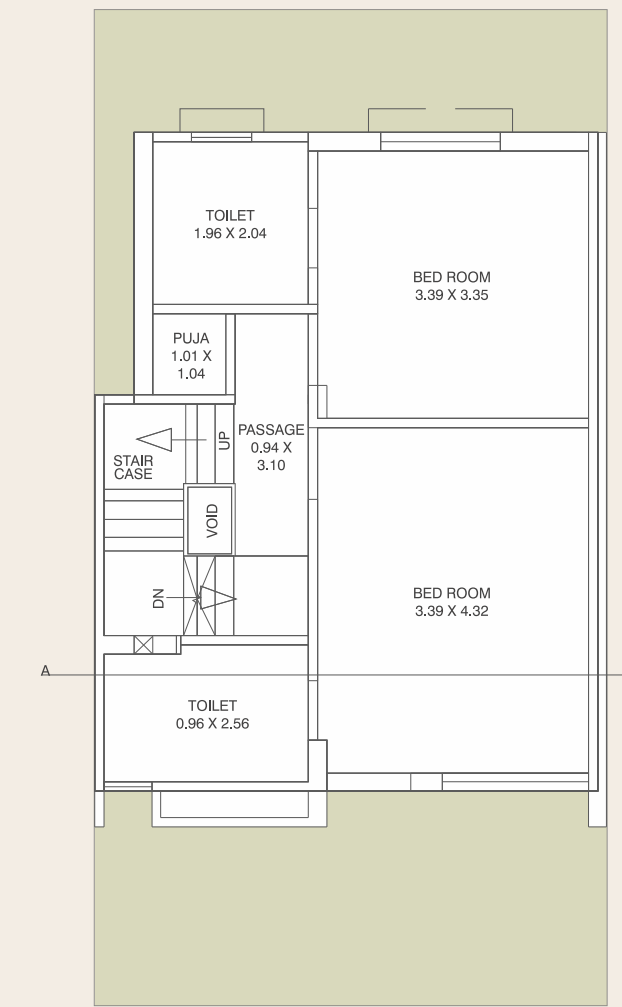 TOILET
1.96 X 2.04
BED ROOM
3.39 X 3.35
PUJA
1.01 X
1.04
UP
PASSAGE
0.94 X
3.10
STAIR
CASE
VOID
DN
BED ROOM
3.39 X 4.32
A
TOILET
0.96 X 2.56